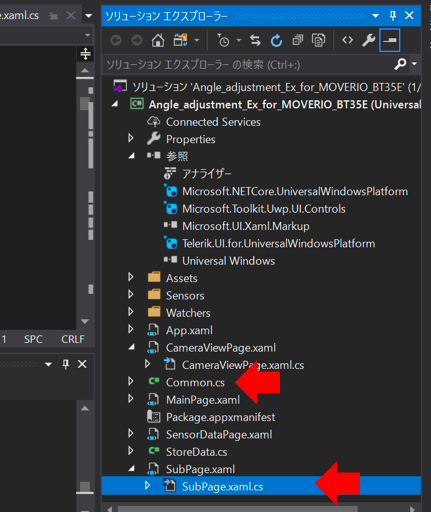 e.xaml.cs
ソリューション エクスプローラー
ソリューション エクスプローラー の検索 (Ctrl+:)
ソリューション 'Angle_adjustment_Ex_for_MOVERIO_BT35E' (1/
Angle_adjustment_Ex_for_MOVERIO_BT35E (Universal
Connected Services
Properties
参照
アナライザー
Microsoft.NETCore.UniversalWindowsPlatform
Microsoft.Toolkit.Uwp.UI.Controls
Microsoft.UI.Xaml.Markup
Telerik.UI.for.UniversalWindowsPlatform
Universal Windows
Assets
Sensors
Watchers
App.xaml
CameraViewPage.xaml
CameraViewPage.xaml.cs
Common.cs
MainPage.xaml
Package.appxmanifest
SensorDataPage.xaml
StoreData.cs
SubPage.xaml
SubPage.xaml.cs
1 SPC CRLF